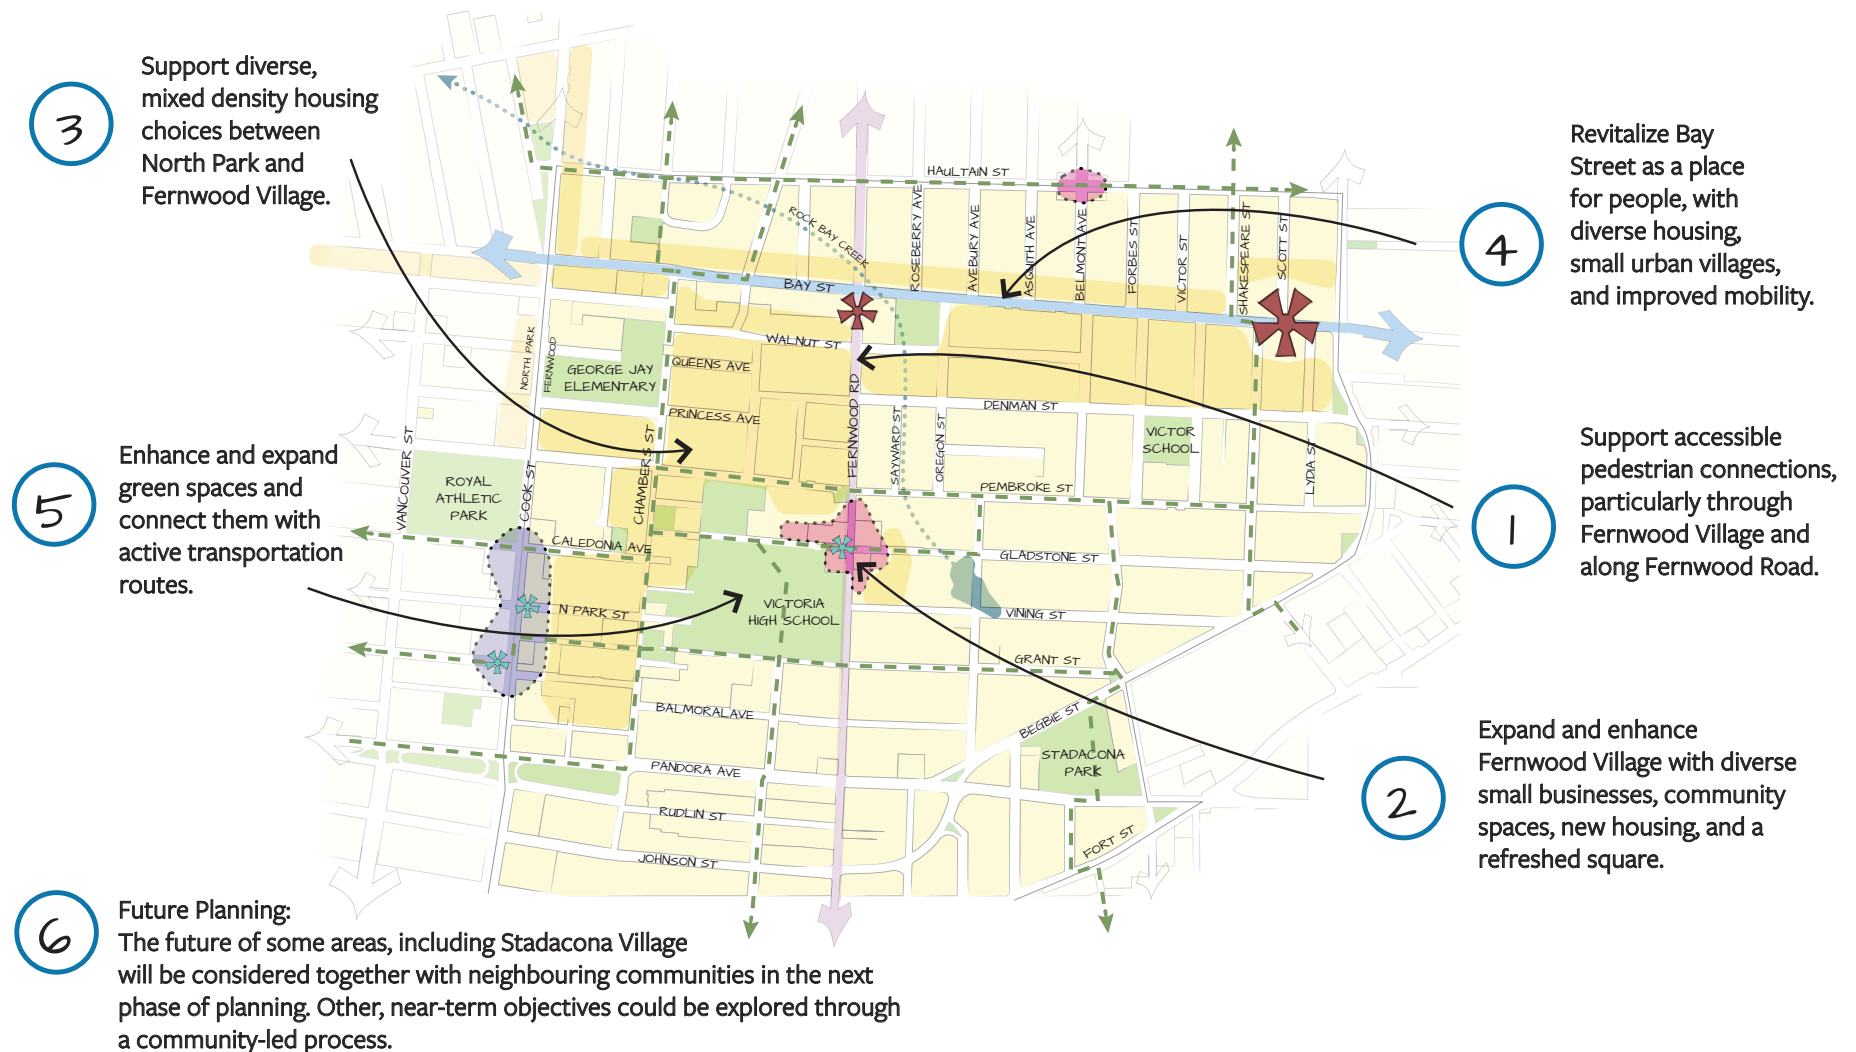 3
Support diverse,
mixed density housing
choices between
North Park and
Fernwood Village.
4
Revitalize Bay
Street as a place
for people, with
diverse housing,
small urban villages,
and improved mobility.
5
Enhance and expand
green spaces and
connect them with
active transportation
routes.
1
Support accessible
pedestrian connections,
particularly through
Fernwood Village and
along Fernwood Road.
2
Expand and enhance
Fernwood Village with diverse
small businesses, community
spaces, new housing, and a
refreshed square.
6
Future Planning:
The future of some areas, including Stadacona Village
will be considered together with neighbouring communities in the next
phase of planning. Other, near-term objectives could be explored through
a community-led process.
HAULTAIN ST
ROCK BAY CREEK
ROSEBERRY AVE
AVEBURY AVE
ASQUITH AVE
BELMONT AVE
FORBES ST
VICTOR ST
SHAKESPEARE ST
SCOTT ST
BAY ST
WALNUT ST
QUEENS AVE
PRINCESS AVE
NORTH PARK
FERNWOOD
GEORGE JAY
ELEMENTARY
FERNWOOD RD
DENMAN ST
SAYWARD ST
OREGON ST
VICTOR
SCHOOL
LYDIA ST
VANCOUVER ST
COOK ST
CHAMBERS ST
ROYAL
ATHLETIC
PARK
PEMBROKE ST
CALEDONIA AVE
GLADSTONE ST
N PARK ST
VICTORIA
HIGH SCHOOL
VINING ST
GRANT ST
BALMORAL AVE
BEGBIE ST
STADACONA
PARK
PANDORA AVE
RUDLIN ST
FORT ST
JOHNSON ST